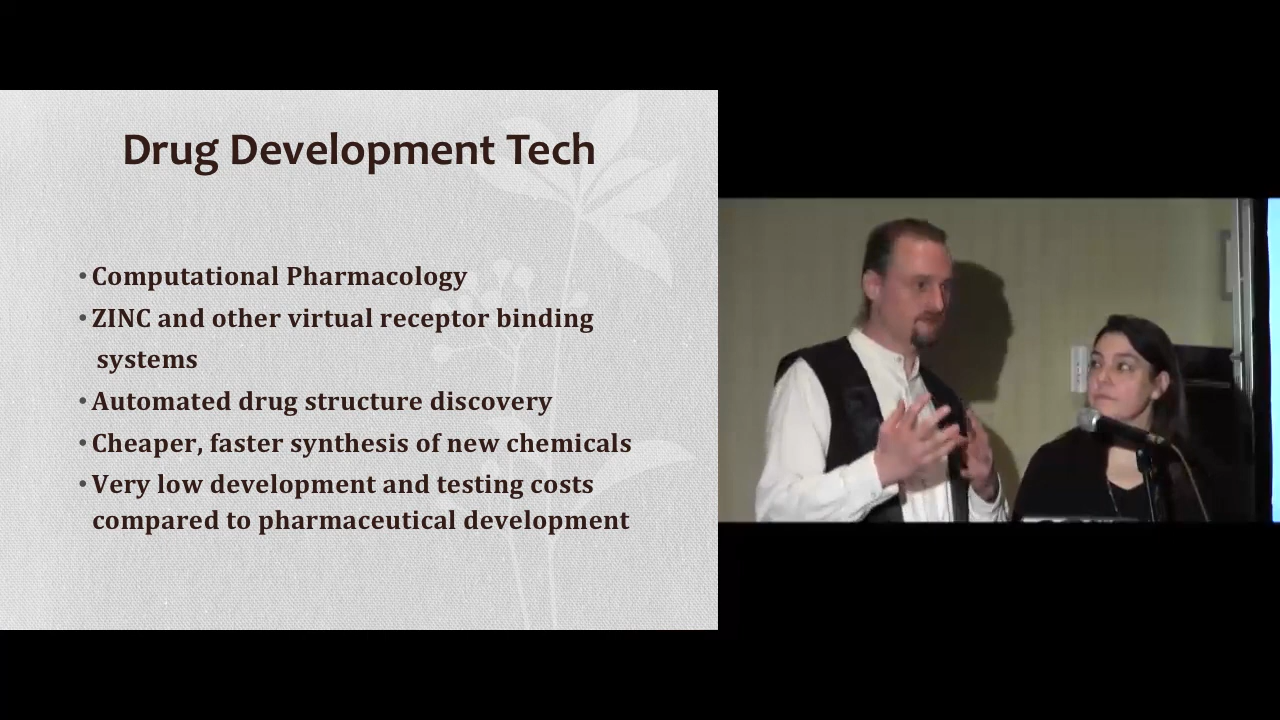 Drug Development Tech
• Computational Pharmacology
• ZINC and other virtual receptor binding
systems
• Automated drug structure discovery
• Cheaper, faster synthesis of new chemicals
• Very low development and testing costs
compared to pharmaceutical development